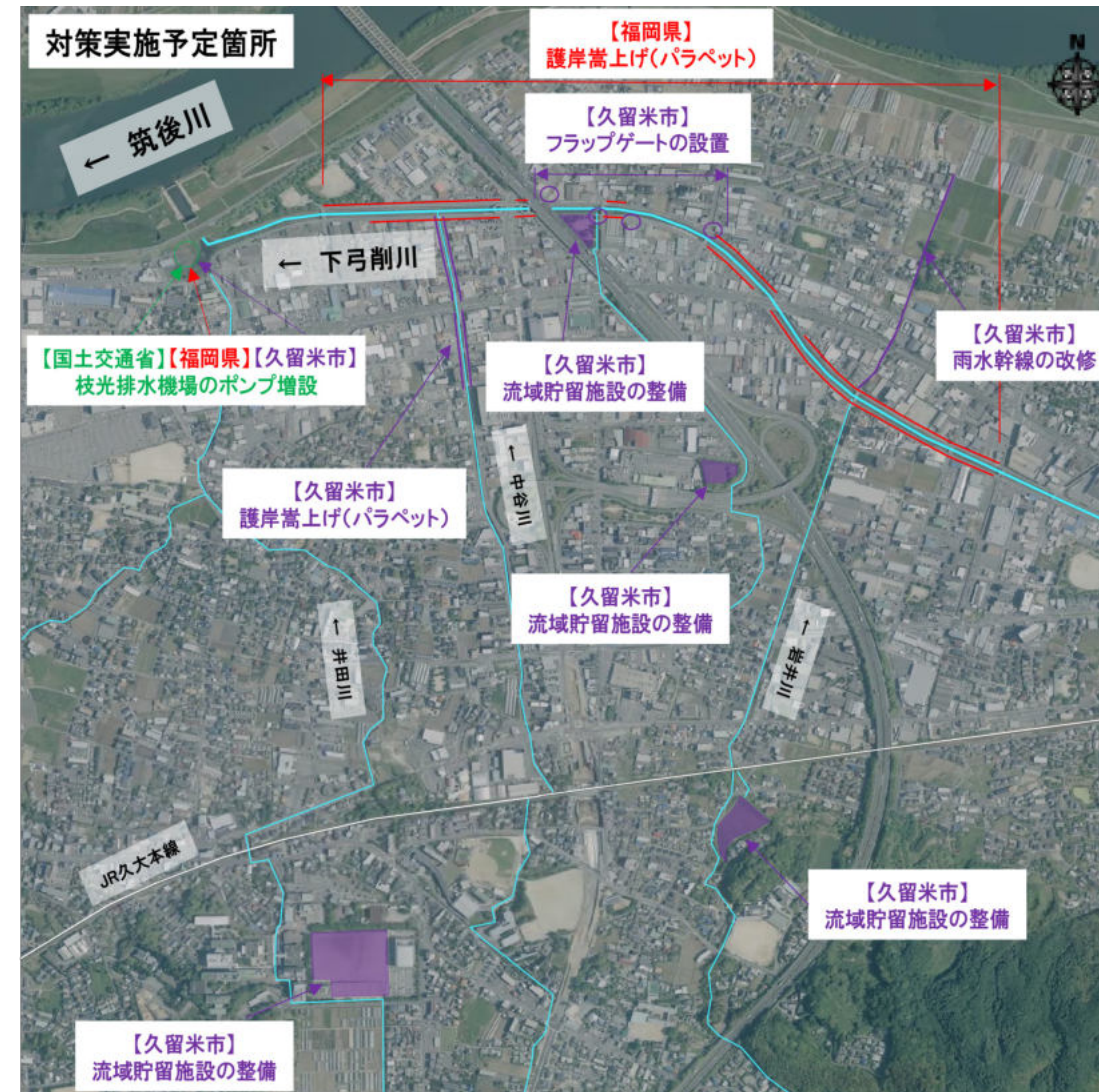 対策実施予定箇所
【福岡県】
護岸嵩上げ(パラペット)
N
← 筑後川
【久留米市】
フラップゲートの設置
← 下弓削川
【国土交通省】【福岡県】【久留米市】
枝光排水機場のポンプ増設
【久留米市】
流域貯留施設の整備
【久留米市】
雨水幹線の改修
【久留米市】
護岸嵩上げ(パラペット)
← 中谷川
【久留米市】
流域貯留施設の整備
← 井田川
← 岩井川
JR久大本線
【久留米市】
流域貯留施設の整備
【久留米市】
流域貯留施設の整備